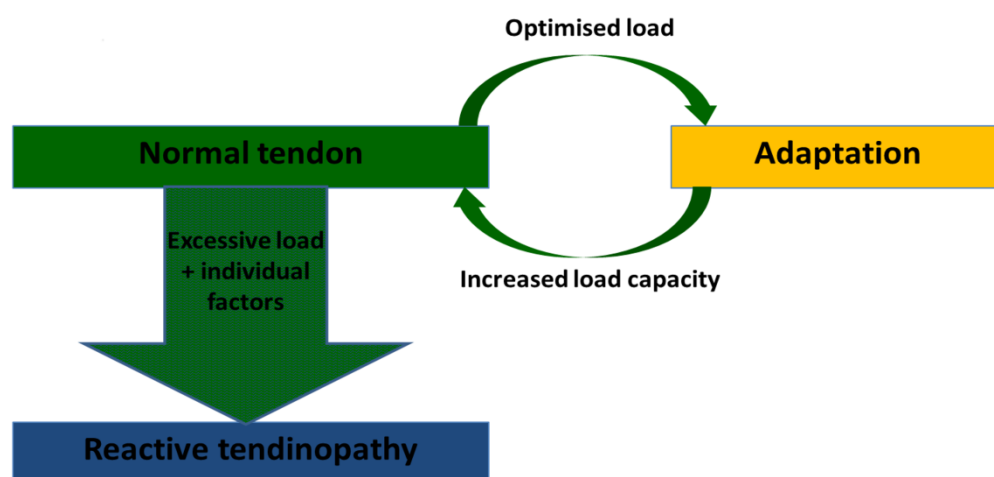 Optimised load
Normal tendon
Adaptation
Excessive load
+ individual
factors
Increased load capacity
Reactive tendinopathy